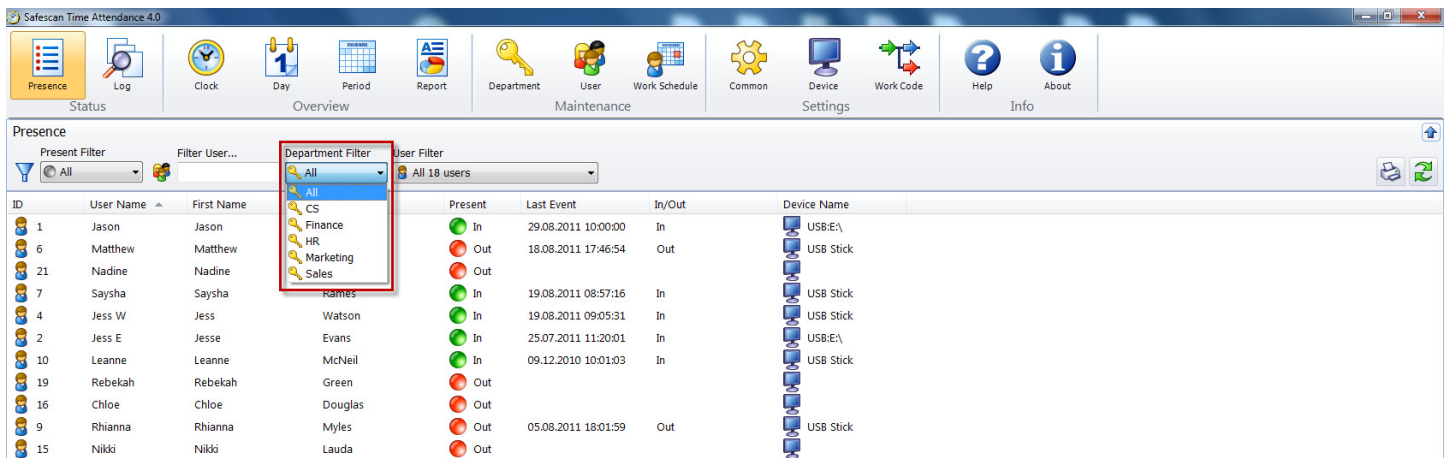 Safescan Time Attendance 4.0
Presence Log Clock Day Period Report Department User Work Schedule Common Device Work Code Help About
Status Overview Maintenance Settings Info
Presence
Present Filter Filter User... Department Filter User Filter
All All All 18 users
ID User Name First Name Present Last Event In/Out Device Name
All
CS
Finance
HR
Marketing
Sales
1 Jason Jason In 29.08.2011 10:00:00 In USB:E:\
6 Matthew Matthew Out 18.08.2011 17:46:54 Out USB Stick
21 Nadine Nadine Out
7 Saysha Saysha Rames In 19.08.2011 08:57:16 In USB Stick
4 Jess W Jess Watson In 19.08.2011 09:05:31 In USB Stick
2 Jess E Jesse Evans In 25.07.2011 11:20:01 In USB:E:\
10 Leanne Leanne McNeil In 09.12.2010 10:01:03 In USB Stick
19 Rebekah Rebekah Green Out
16 Chloe Chloe Douglas Out
9 Rhianna Rhianna Myles Out 05.08.2011 18:01:59 Out USB Stick
15 Nikki Nikki Lauda Out